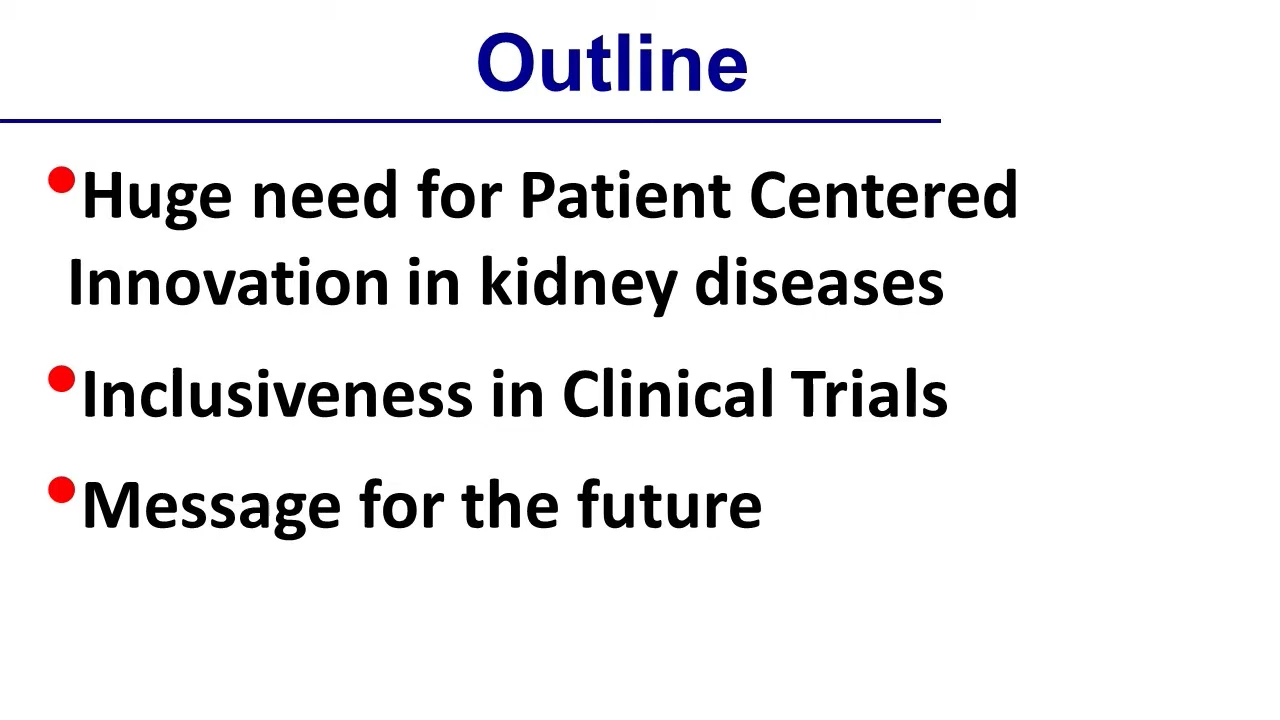 Outline
•Huge need for Patient Centered
Innovation in kidney diseases
•Inclusiveness in Clinical Trials
•Message for the future